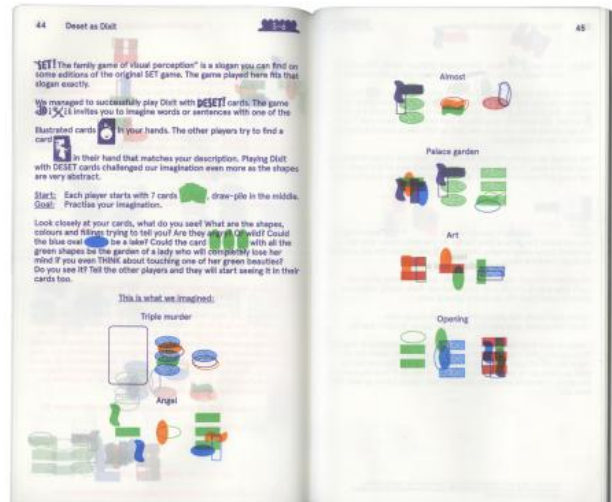 44 Deset as Dixit
"SET! The family game of visual perception" is a slogan you can find on
some editions of the original SET game. The game played here fits that
slogan exactly.
We managed to successfully play Dixit with DESET! cards. The game
Dixit invites you to imagine words or sentences with one of the
illustrated cards in your hands. The other players try to find a
card
in their hand that matches your description. Playing Dixit
with DESET cards challenged our imagination even more as the shapes
are very abstract.
Start: Each player starts with 7 cards, draw-pile in the middle.
Goal: Practise your imagination.
Look closely at your cards, what do you see? What are the shapes,
colours and fillings trying to tell you? Are they angry? Or wild? Could
the blue oval be a lake? Could the card with all the
green shapes be the garden of a lady who will completely lose her
mind if you even THINK about touching one of her green beauties?
Do you see it? Tell the other players and they will start seeing it in their
cards too.
This is what we imagined:
Triple murder
Angel
45
Almost
Palace garden
Art
Opening